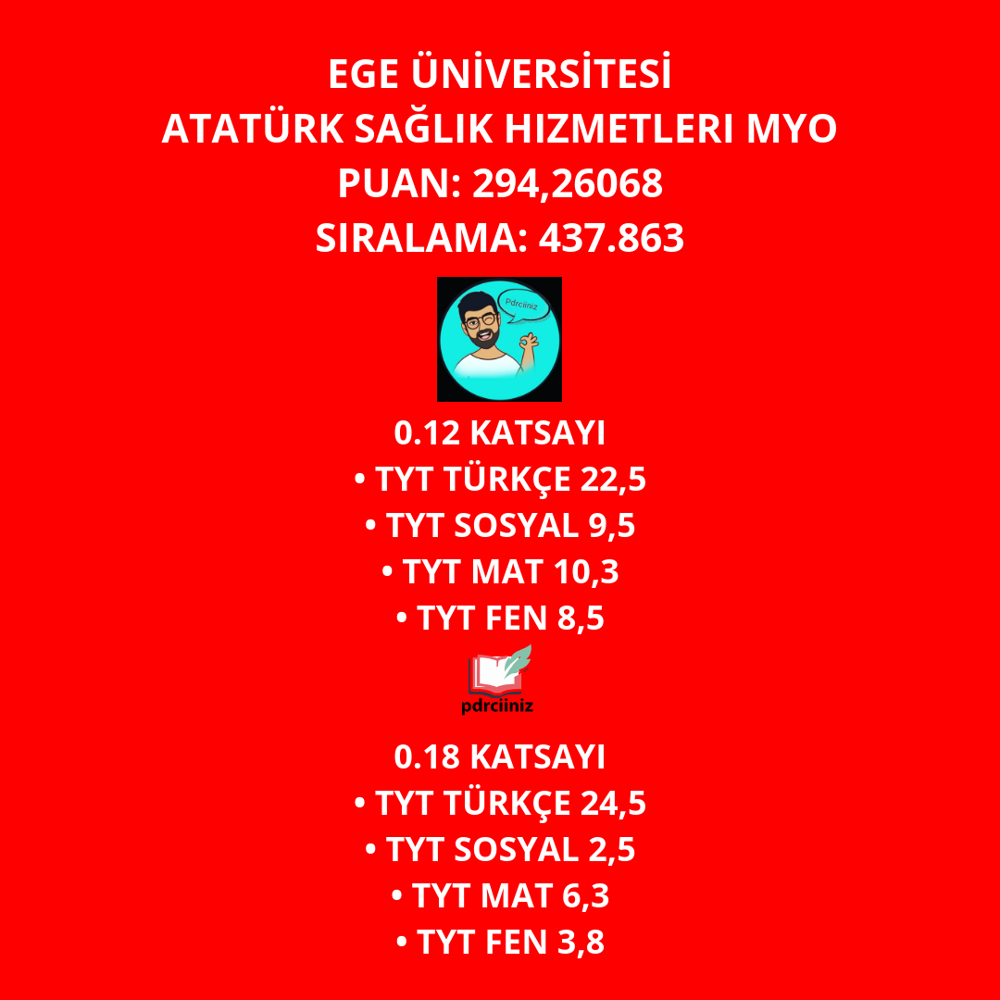 EGE ÜNİVERSİTESİ
ATATÜRK SAĞLIK HIZMETLERI MYO
PUAN: 294,26068
SIRALAMA: 437.863
Pdrciiniz
0.12 KATSAYI
• TYT TÜRKÇE 22,5
• TYT SOSYAL 9,5
• TYT MAT 10,3
• TYT FEN 8,5
pdrciiniz
0.18 KATSAYI
• TYT TÜRKÇE 24,5
• TYT SOSYAL 2,5
• TYT MAT 6,3
• TYT FEN 3,8